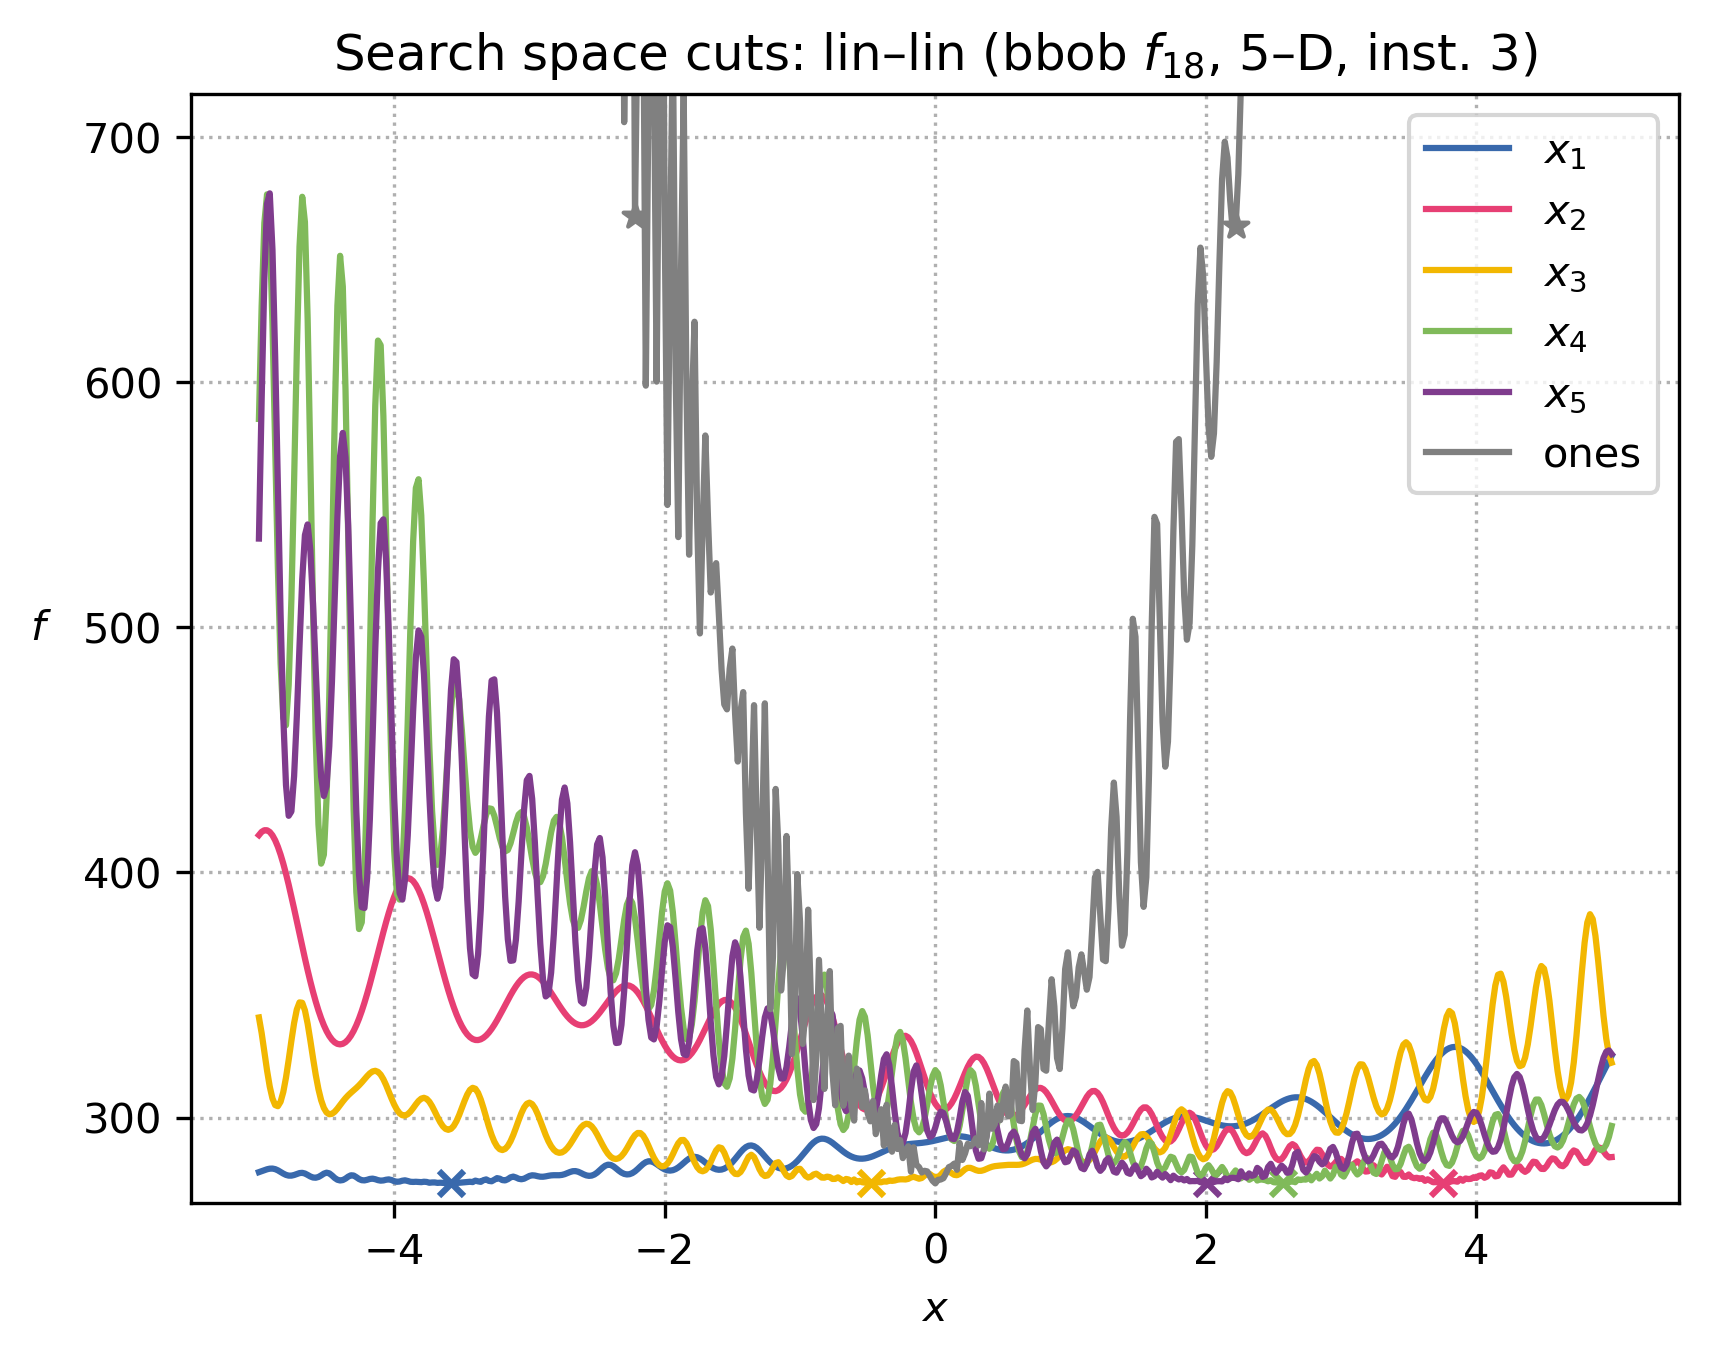 Search space cuts: lin–lin (bbob f18, 5–D, inst. 3)
700
600
500
400
300
f
−4
−2
0
2
4
x
x1
x2
x3
x4
x5
ones